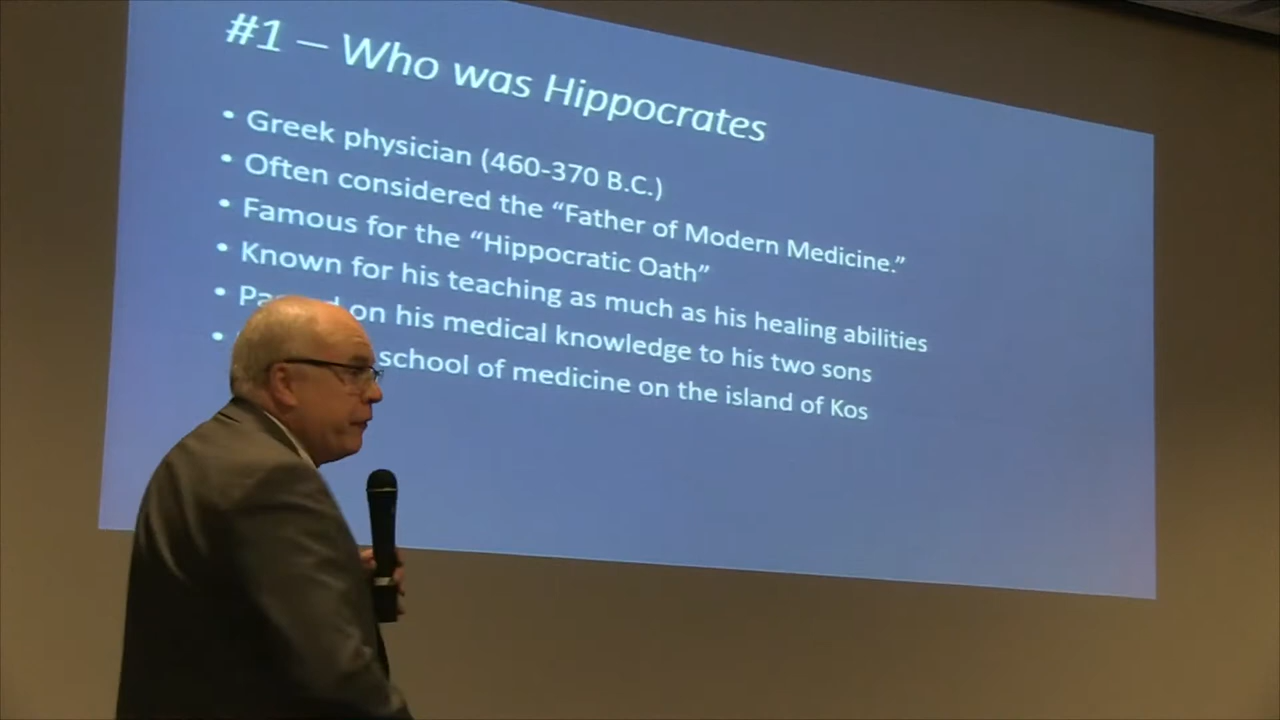 #1 – Who was Hippocrates
• Greek physician (460-370 B.C.)
• Often considered the “Father of Modern Medicine.”
• Famous for the “Hippocratic Oath”
• Known for his teaching as much as his healing abilities
• on his medical knowledge to his two sons
• school of medicine on the island of Kos